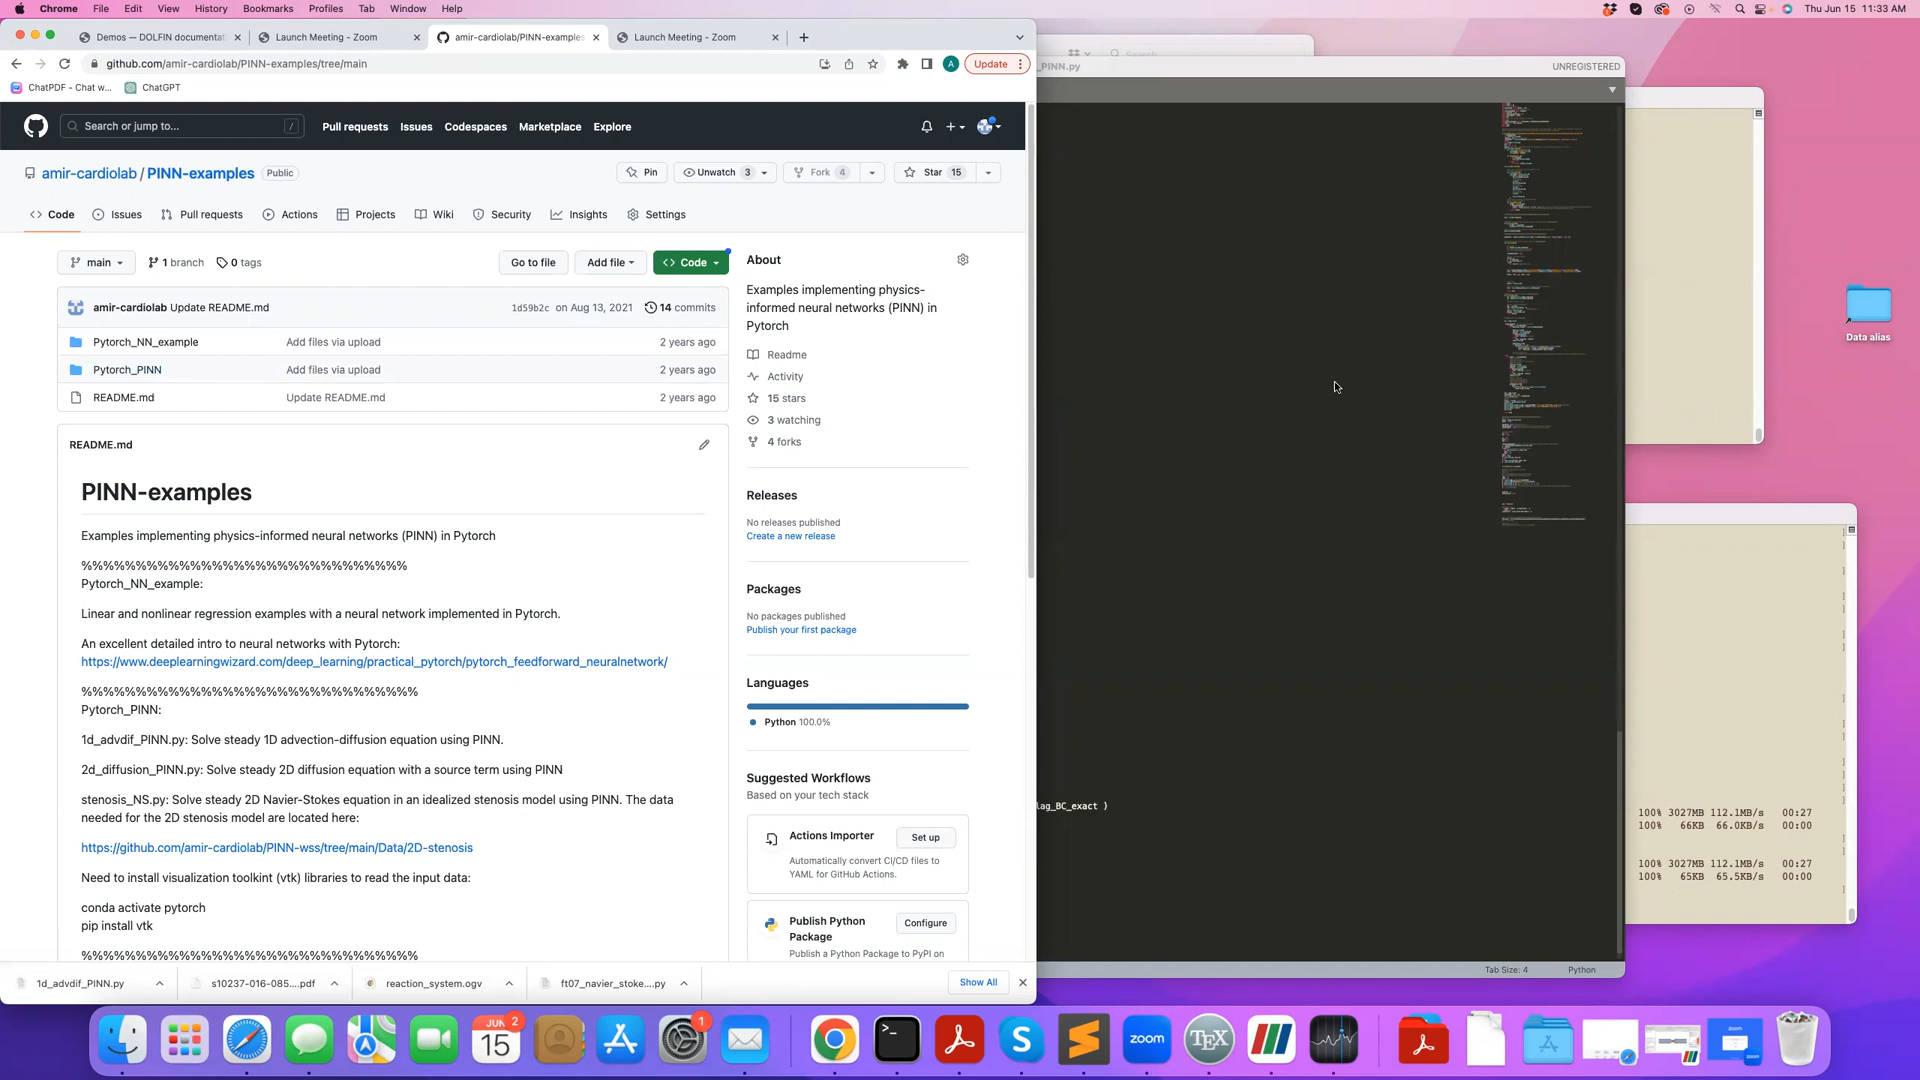 Chrome File Edit View History Bookmarks Profiles Tab Window Help
Thu Jun 15 11:33 AM
Demos — DOLFIN documentat
Launch Meeting - Zoom
amir-cardiolab/PINN-examples
Launch Meeting - Zoom
github.com/amir-cardiolab/PINN-examples/tree/main
A
Update
ChatPDF - Chat w...
ChatGPT
Search
_PINN.py
UNREGISTERED
Search or jump to...
/
Pull requests Issues Codespaces Marketplace Explore
amir-cardiolab / PINN-examples
Public
Pin
Unwatch 3
Fork 4
Star 15
Code
Issues
Pull requests
Actions
Projects
Wiki
Security
Insights
Settings
main
1 branch
0 tags
Go to file
Add file
Code
amir-cardiolab Update README.md
1d59b2c on Aug 13, 2021
14 commits
Pytorch_NN_example Add files via upload 2 years ago
Pytorch_PINN Add files via upload 2 years ago
README.md Update README.md 2 years ago
README.md
PINN-examples
Examples implementing physics-informed neural networks (PINN) in Pytorch
%%%%%%%%%%%%%%%%%%%%%%%%%%%%%
Pytorch_NN_example:
Linear and nonlinear regression examples with a neural network implemented in Pytorch.
An excellent detailed intro to neural networks with Pytorch:
https://www.deeplearningwizard.com/deep_learning/practical_pytorch/pytorch_feedforward_neuralnetwork/
%%%%%%%%%%%%%%%%%%%%%%%%%%%%%%
Pytorch_PINN:
1d_advdif_PINN.py: Solve steady 1D advection-diffusion equation using PINN.
2d_diffusion_PINN.py: Solve steady 2D diffusion equation with a source term using PINN
stenosis_NS.py: Solve steady 2D Navier-Stokes equation in an idealized stenosis model using PINN. The data
needed for the 2D stenosis model are located here:
https://github.com/amir-cardiolab/PINN-wss/tree/main/Data/2D-stenosis
Need to install visualization toolkint (vtk) libraries to read the input data:
conda activate pytorch
pip install vtk
%%%%%%%%%%%%%%%%%%%%%%%%%%%%%%
About
Examples implementing physics-
informed neural networks (PINN) in
Pytorch
Readme
Activity
15 stars
3 watching
4 forks
Releases
No releases published
Create a new release
Packages
No packages published
Publish your first package
Languages
Python 100.0%
Suggested Workflows
Based on your tech stack
Actions Importer
Set up
Automatically convert CI/CD files to
YAML for GitHub Actions.
Publish Python
Package
Configure
Publish a Python Package to PyPI on
lag_BC_exact )
Tab Size: 4
Python
Data alias
100% 3027MB 112.1MB/s 00:27
100% 66KB 66.0KB/s 00:00
100% 3027MB 112.1MB/s 00:27
100% 65KB 65.5KB/s 00:00
1d_advdif_PINN.py
s10237-016-085....pdf
reaction_system.ogv
ft07_navier_stoke....py
Show All
JUN
2
15
1
zoom
TEX
zoom